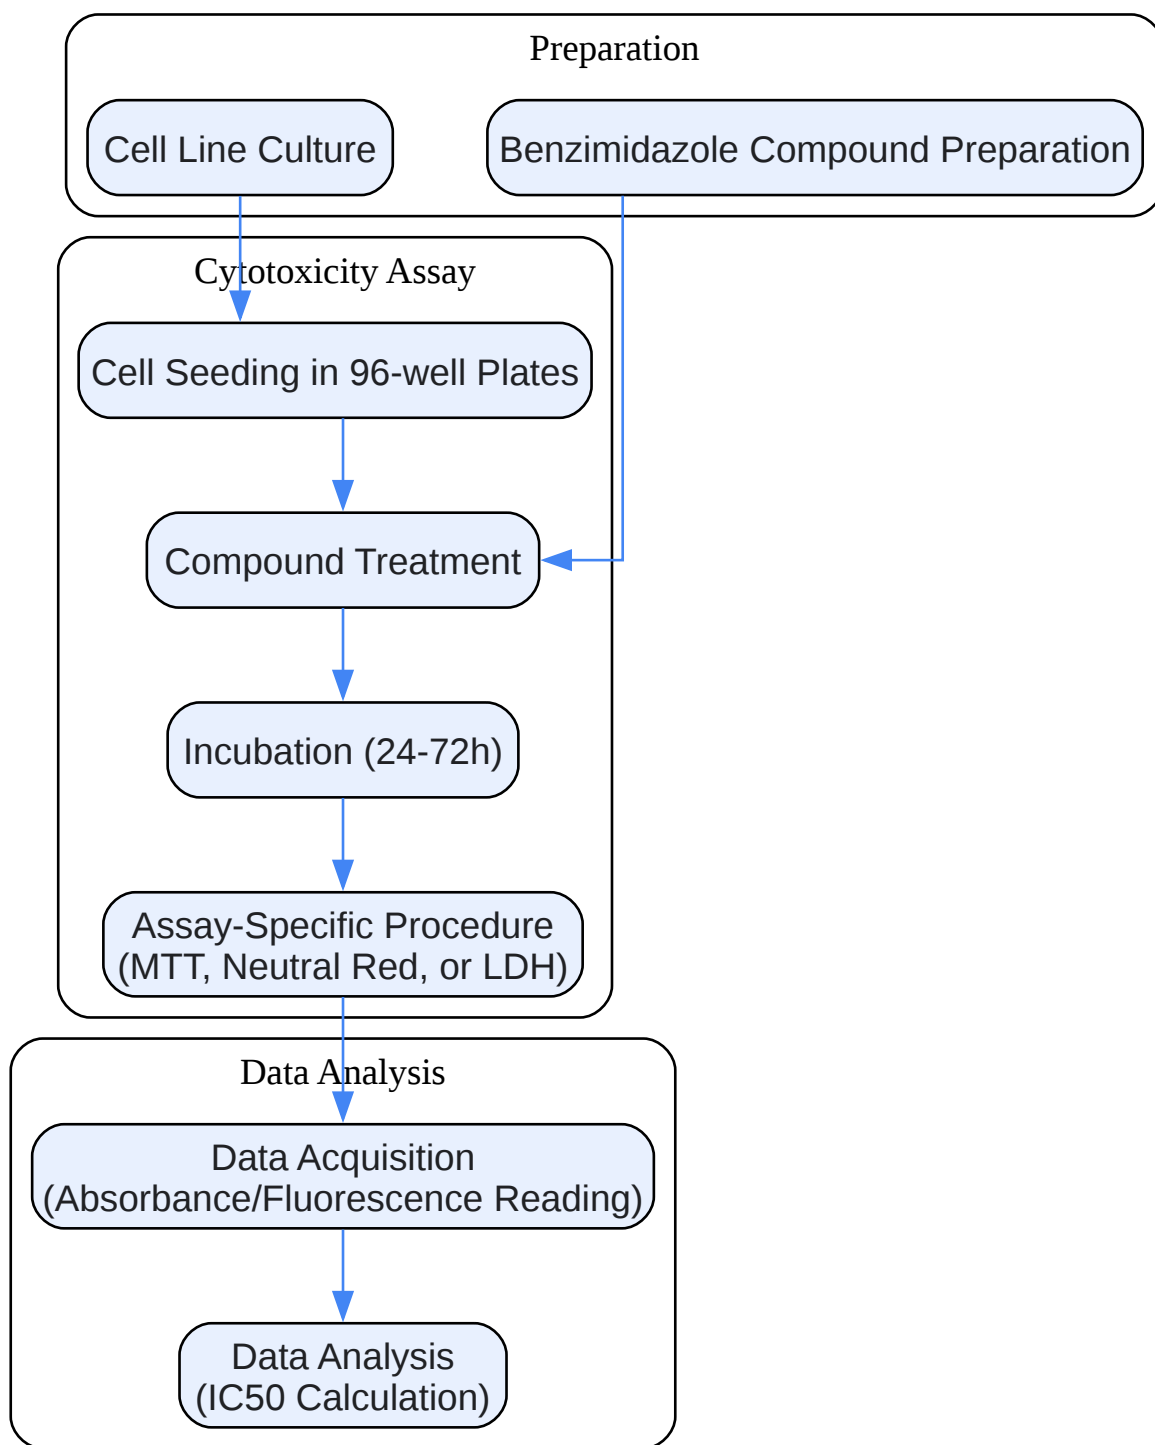 Preparation
Cell Line Culture
Benzimidazole Compound Preparation
Cytotoxicity Assay
Cell Seeding in 96-well Plates
Compound Treatment
Incubation (24-72h)
Assay-Specific Procedure
(MTT, Neutral Red, or LDH)
Data Analysis
Data Acquisition
(Absorbance/Fluorescence Reading)
Data Analysis
(IC50 Calculation)